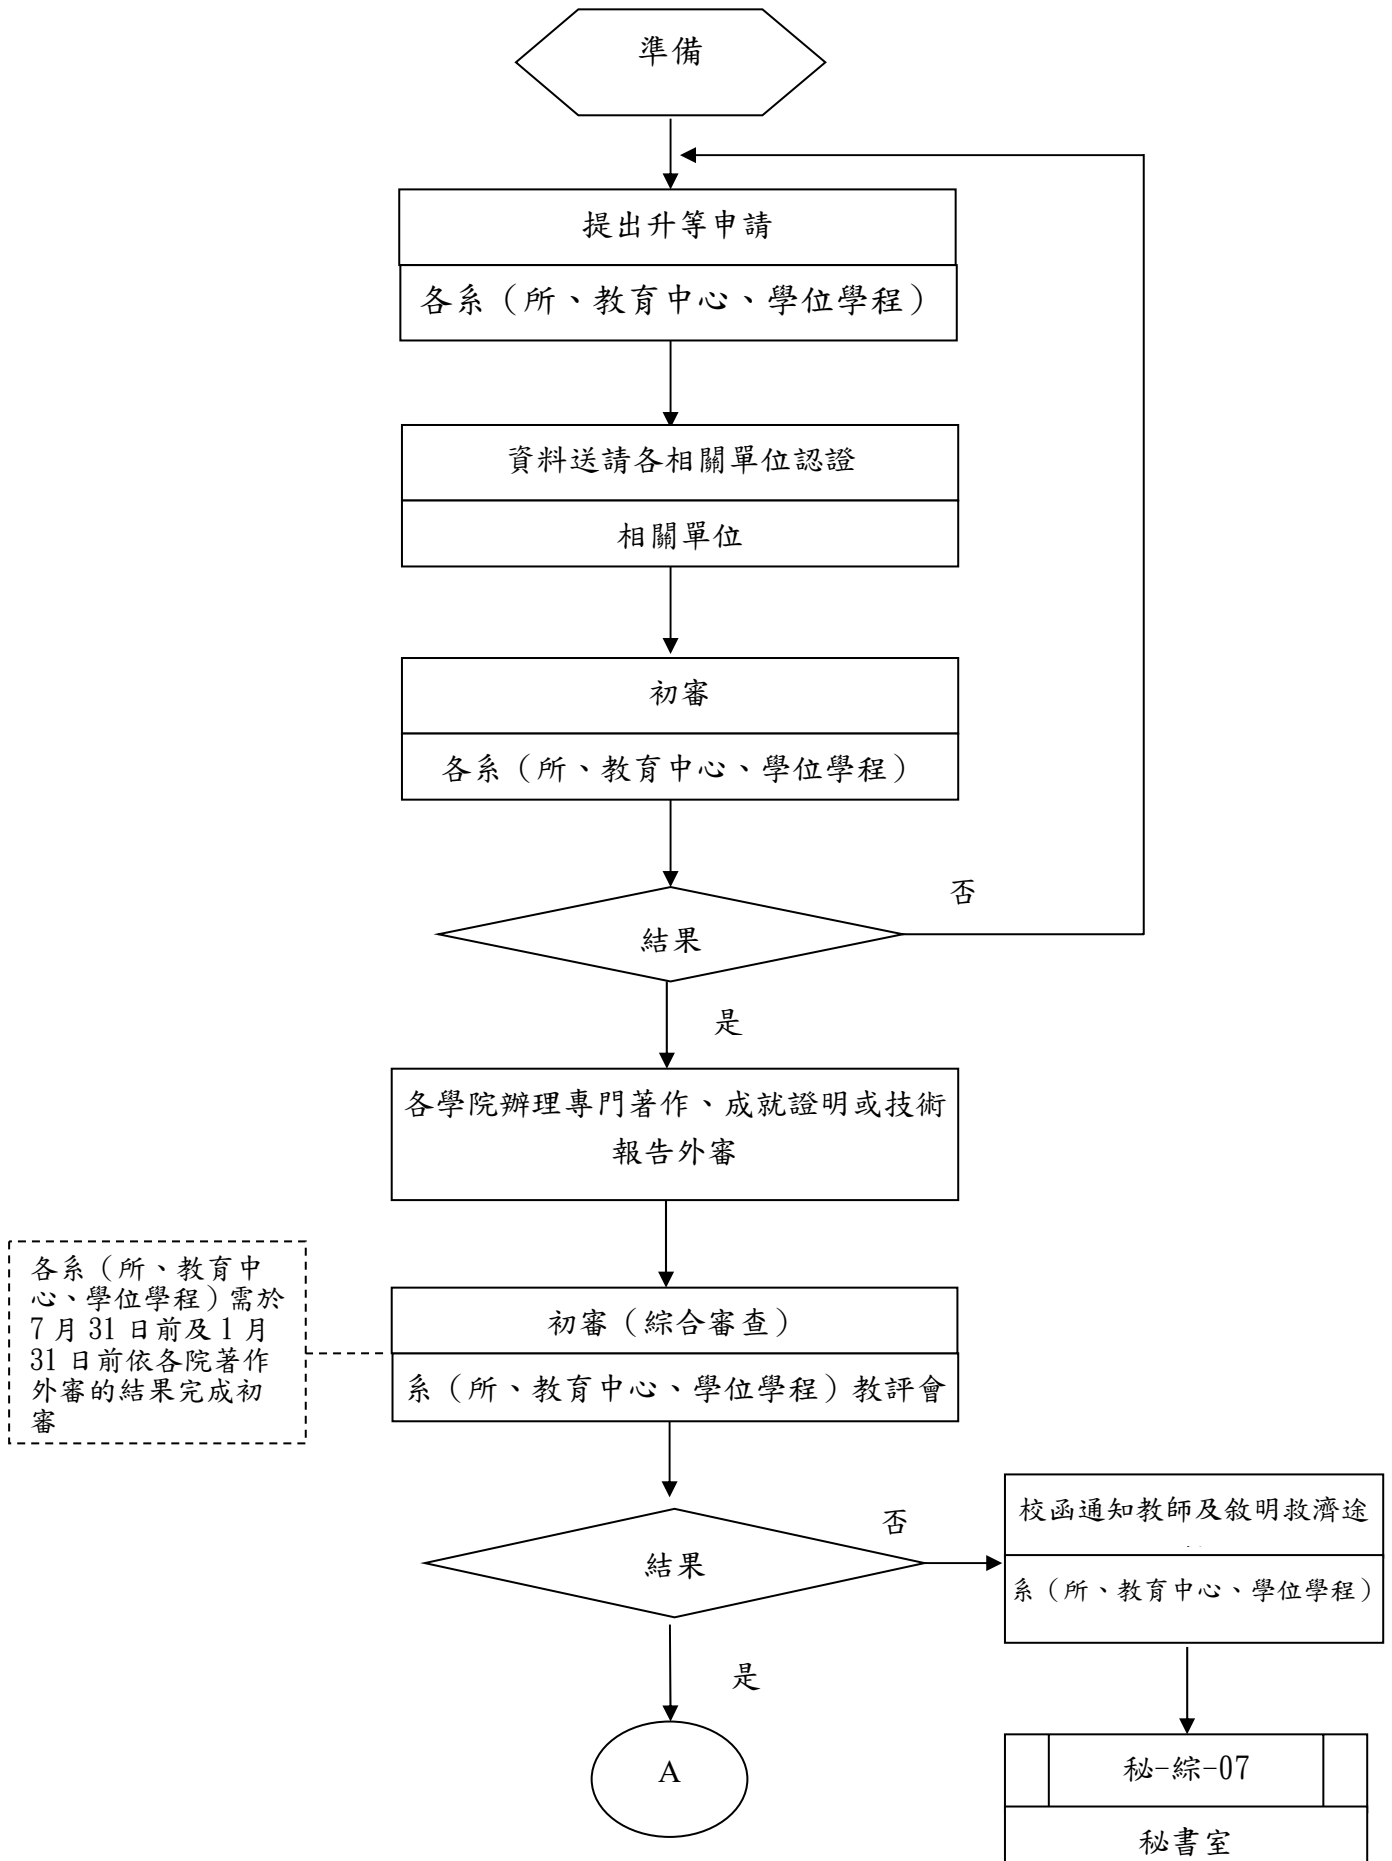 準備
提出升等申請
各系（所、教育中心、學位學程）
資料送請各相關單位認證
相關單位
初審
各系（所、教育中心、學位學程）
結果
否
是
各學院辦理專門著作、成就證明或技術
報告外審
各系（所、教育中
心、學位學程）需於
7 月 31 日前及 1 月
31 日前依各院著作
外審的結果完成初
審
初審（綜合審查）
系（所、教育中心、學位學程）教評會
結果
否
校函通知教師及敘明救濟途
系（所、教育中心、學位學程）
是
A
秘-綜-07
秘書室